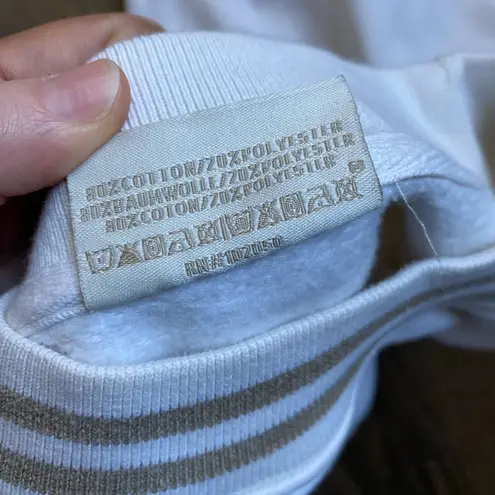 80%COTTON/20%POLYESTER
80%BAUMWOLLE/20%POLYESTER
80%COTON/20%POLYESTER
RN#102050